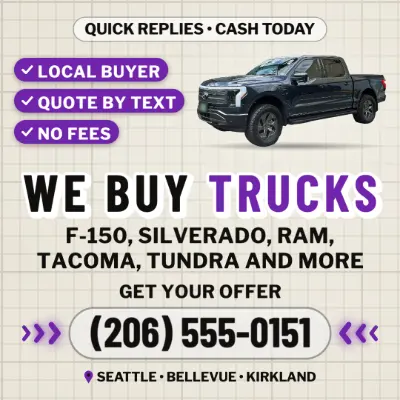 QUICK REPLIES • CASH TODAY
LOCAL BUYER
QUOTE BY TEXT
NO FEES
WE BUY TRUCKS
F-150, SILVERADO, RAM,
TACOMA, TUNDRA AND MORE
GET YOUR OFFER
(206) 555-0151
SEATTLE • BELLEVUE • KIRKLAND